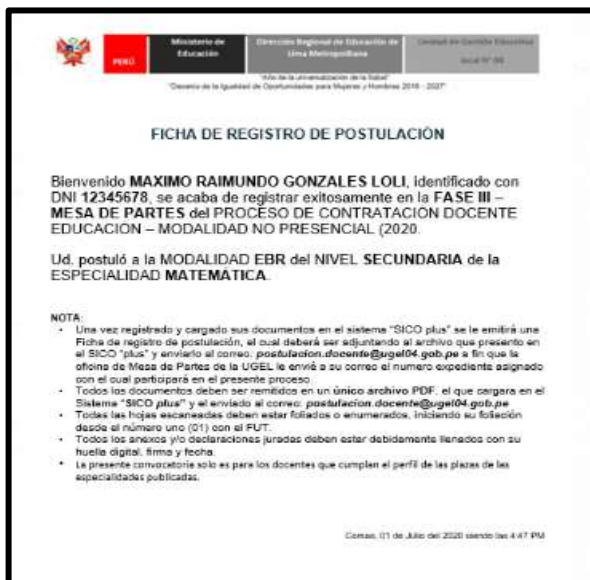 PERÚ
Ministerio de
Educación
Dirección Regional de Educación de
Lima Metropolitana
Unidad de Gestión Educativa
local N° 
"Año de la universalización de la Salud"
"Decenio de la Igualdad de Oportunidades para Mujeres y Hombres 2018 - 2027"
FICHA DE REGISTRO DE POSTULACIÓN
Bienvenido MAXIMO RAIMUNDO GONZALES LOLI, identificado con
DNI 12345678, se acaba de registrar exitosamente en la FASE III –
MESA DE PARTES del PROCESO DE CONTRATACIÓN DOCENTE
EDUCACION – MODALIDAD NO PRESENCIAL (2020.
Ud. postuló a la MODALIDAD EBR del NIVEL SECUNDARIA de la
ESPECIALIDAD MATEMÁTICA.
NOTA:
• Una vez registrado y cargado sus documentos en el sistema "SICO plus" se le emitirá una
Ficha de registro de postulación, el cual deberá ser adjuntando al archivo que presento en
el SICO "plus" y enviarlo al correo: postulacion.docente@ugel04.gob.pe a fin que la
oficina de Mesa de Partes de la UGEL le envié a su correo el numero expediente asignado
con el cual participará en el presente proceso
• Todos los documentos deben ser remitidos en un único archivo PDF, el que cargara en el
Sistema "SICO plus" y el enviado al correo: postulacion.docente@ugel04.gob.pe
• Todas las hojas escaneadas deben estar foliados o enumerados, iniciando su foliación
desde el número uno (01) con el FUT.
• Todos los anexos y/o declaraciones juradas deben estar debidamente llenados con su
huella digital, firma y fecha.
• La presente convocatoria solo es para los docentes que cumplan el perfil de las plazas de las
especialidades publicadas.
Comas, 01 de Julio del 2020 siendo las 4:47 PM